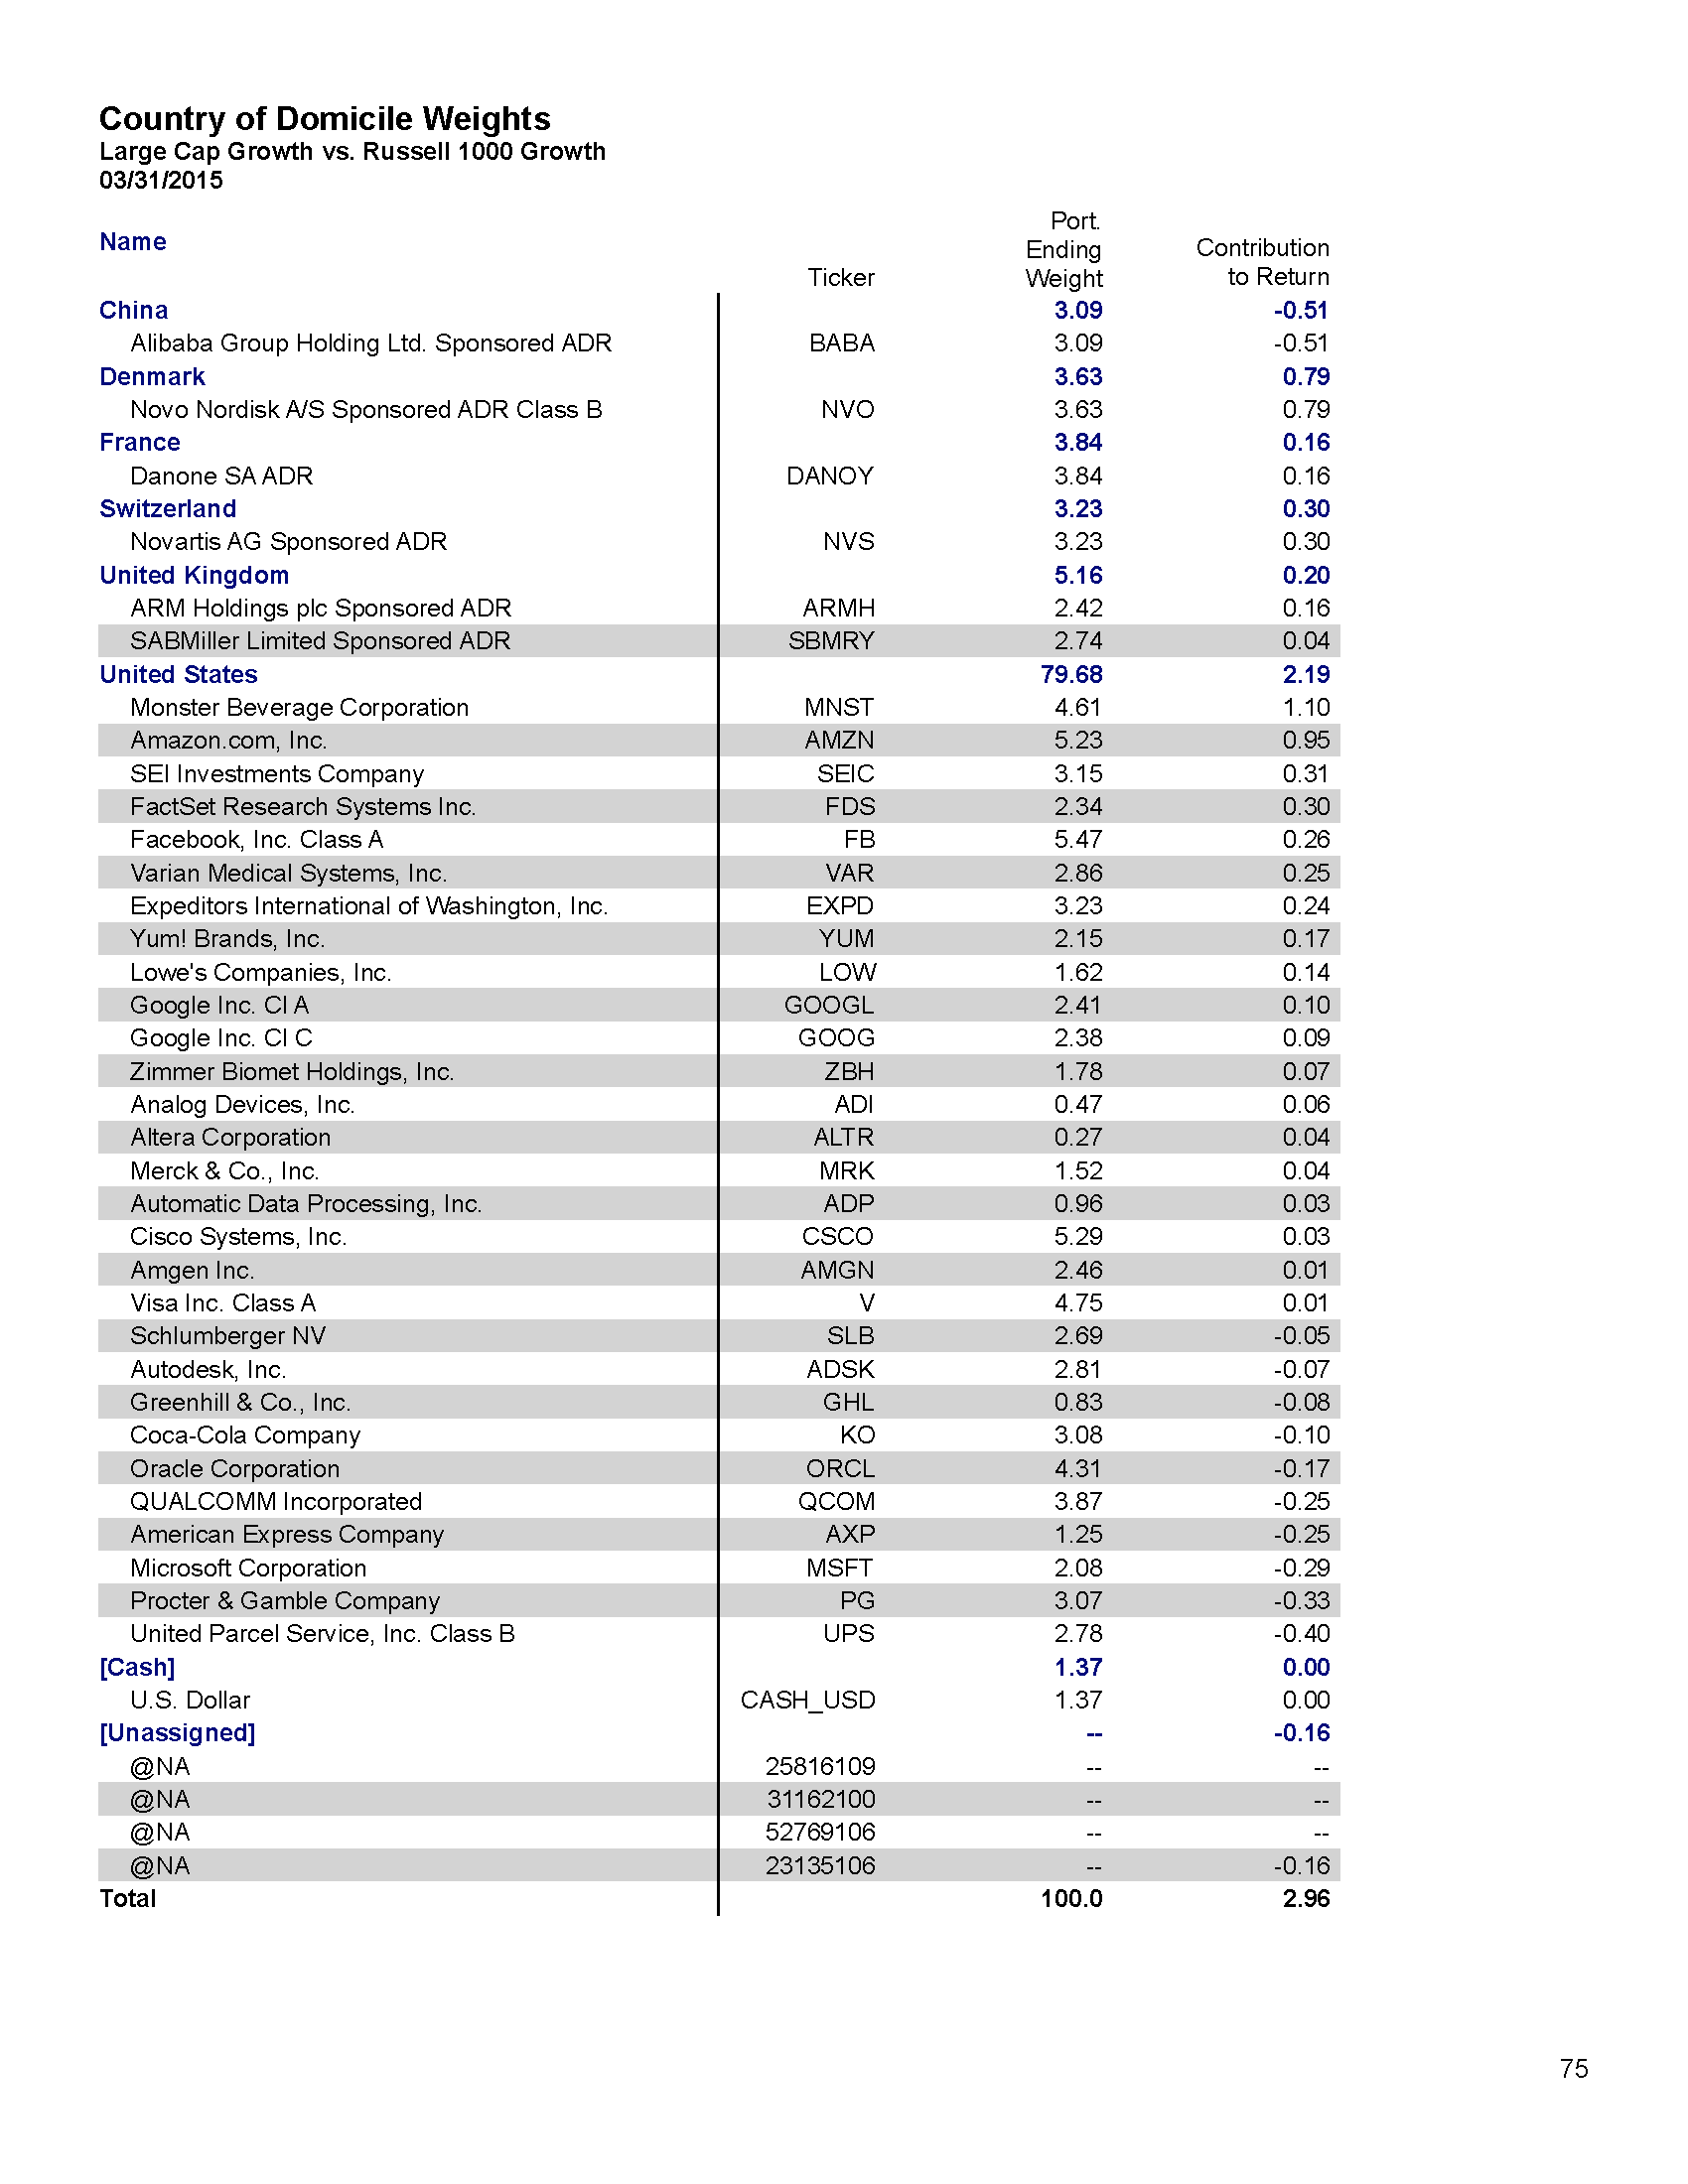 Country of Domicile Weights
Large Cap Growth vs. Russell 1000 Growth
03/31/2015
Name Ticker Port. Ending Weight Contribution to Return
China 3.09 -0.51
Alibaba Group Holding Ltd. Sponsored ADR BABA 3.09 -0.51
Denmark 3.63 0.79
Novo Nordisk A/S Sponsored ADR Class B NVO 3.63 0.79
France 3.84 0.16
Danone SA ADR DANOY 3.84 0.16
Switzerland 3.23 0.30
Novartis AG Sponsored ADR NVS 3.23 0.30
United Kingdom 5.16 0.20
ARM Holdings plc Sponsored ADR ARMH 2.42 0.16
SABMiller Limited Sponsored ADR SBMRY 2.74 0.04
United States 79.68 2.19
Monster Beverage Corporation MNST 4.61 1.10
Amazon.com, Inc. AMZN 5.23 0.95
SEI Investments Company SEIC 3.15 0.31
FactSet Research Systems Inc. FDS 2.34 0.30
Facebook, Inc. Class A FB 5.47 0.26
Varian Medical Systems, Inc. VAR 2.86 0.25
Expeditors International of Washington, Inc. EXPD 3.23 0.24
Yum! Brands, Inc. YUM 2.15 0.17
Lowe's Companies, Inc. LOW 1.62 0.14
Google Inc. Cl A GOOGL 2.41 0.10
Google Inc. Cl C GOOG 2.38 0.09
Zimmer Biomet Holdings, Inc. ZBH 1.78 0.07
Analog Devices, Inc. ADI 0.47 0.06
Altera Corporation ALTR 0.27 0.04
Merck & Co., Inc. MRK 1.52 0.04
Automatic Data Processing, Inc. ADP 0.96 0.03
Cisco Systems, Inc. CSCO 5.29 0.03
Amgen Inc. AMGN 2.46 0.01
Visa Inc. Class A V 4.75 0.01
Schlumberger NV SLB 2.69 -0.05
Autodesk, Inc. ADSK 2.81 -0.07
Greenhill & Co., Inc. GHL 0.83 -0.08
Coca-Cola Company KO 3.08 -0.10
Oracle Corporation ORCL 4.31 -0.17
QUALCOMM Incorporated QCOM 3.87 -0.25
American Express Company AXP 1.25 -0.25
Microsoft Corporation MSFT 2.08 -0.29
Procter & Gamble Company PG 3.07 -0.33
United Parcel Service, Inc. Class B UPS 2.78 -0.40
[Cash] 1.37 0.00
U.S. Dollar CASH_USD 1.37 0.00
[Unassigned] -- -0.16
@NA 25816109 -- --
@NA 31162100 -- --
@NA 52769106 -- --
@NA 23135106 -- -0.16
Total 100.0 2.96
75